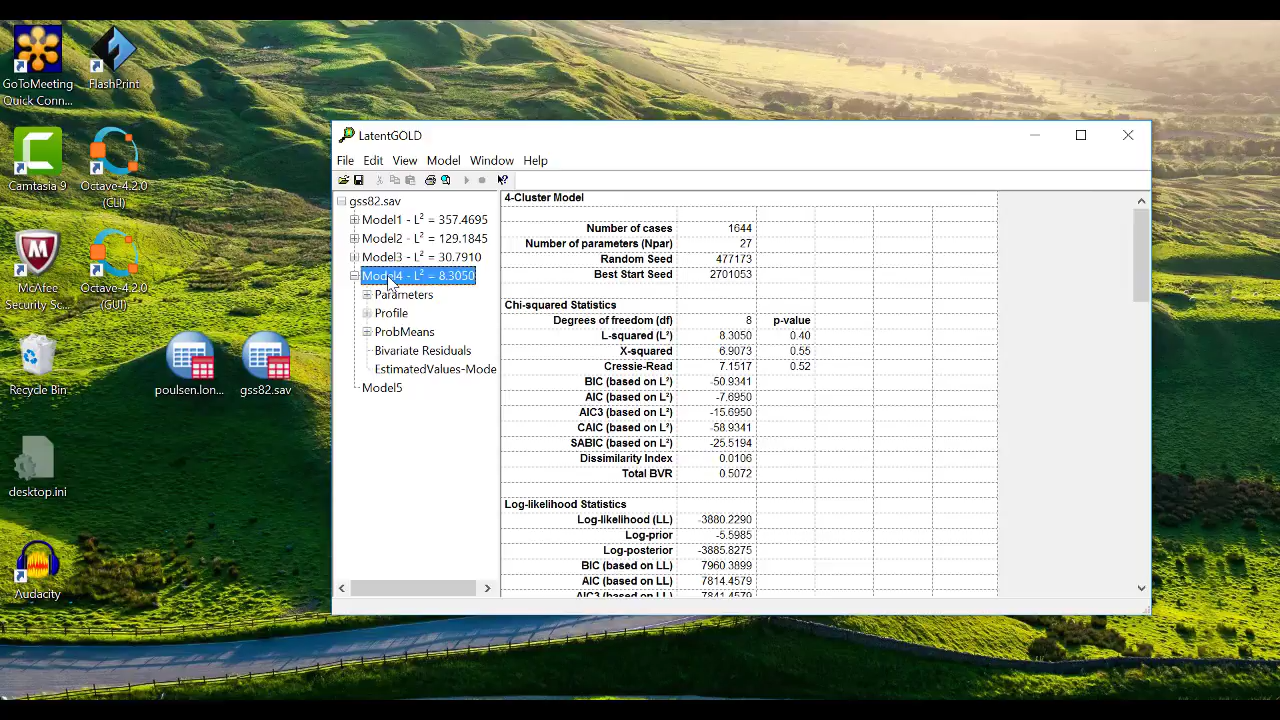 GoToMeeting
Quick Conn...
FlashPrint
Camtasia 9
Octave-4.2.0
(CLI)
McAfee
Security Sc...
Octave-4.2.0
(GUI)
Recycle Bin
poulsen.lon...
gss82.sav
desktop.ini
Audacity
LatentGOLD
File Edit View Model Window Help
gss82.sav
Model1 - L² = 357.4695
Model2 - L² = 129.1845
Model3 - L² = 30.7910
Model4 - L² = 8.3050
Parameters
Profile
ProbMeans
Bivariate Residuals
EstimatedValues-Mode
Model5
4-Cluster Model
Number of cases 1644
Number of parameters (Npar) 27
Random Seed 477173
Best Start Seed 2701053
Chi-squared Statistics
Degrees of freedom (df) 8 p-value
L-squared (L²) 8.3050 0.40
X-squared 6.9073 0.55
Cressie-Read 7.1517 0.52
BIC (based on L²) -50.9341
AIC (based on L²) -7.6950
AIC3 (based on L²) -15.6950
CAIC (based on L²) -58.9341
SABIC (based on L²) -25.5194
Dissimilarity Index 0.0106
Total BVR 0.5072
Log-likelihood Statistics
Log-likelihood (LL) -3880.2290
Log-prior -5.5985
Log-posterior -3885.8275
BIC (based on LL) 7960.3899
AIC (based on LL) 7814.4579
AIC3 (based on LL) 7841.4579